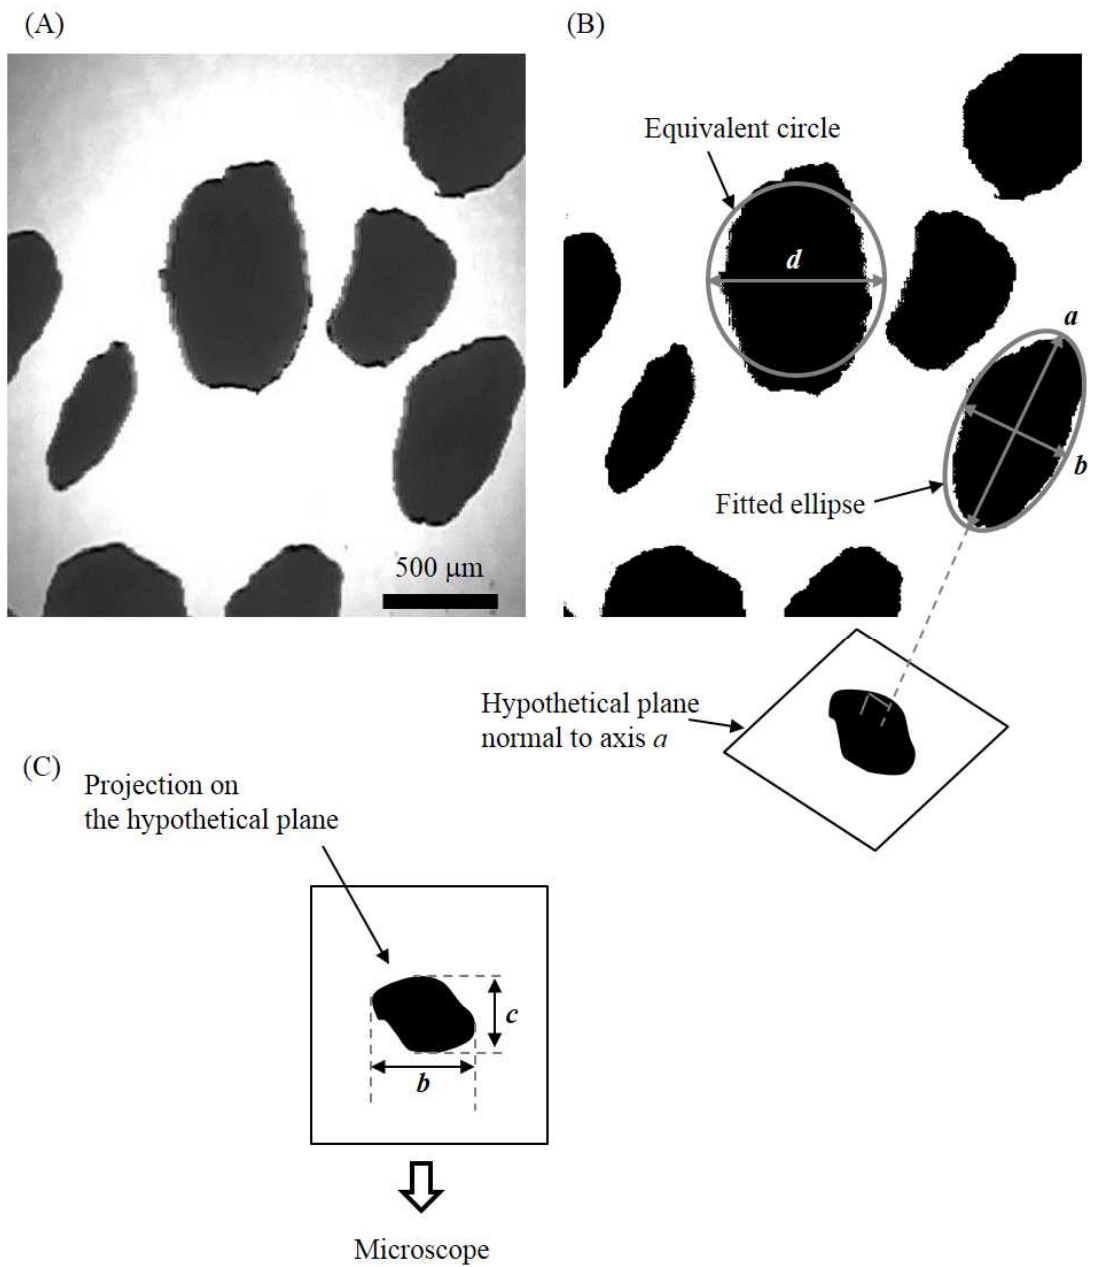 (A)
(B)
Equivalent circle
d
a
b
Fitted ellipse
500 μm
Hypothetical plane
normal to axis a
(C)
Projection on
the hypothetical plane
c
b
Microscope